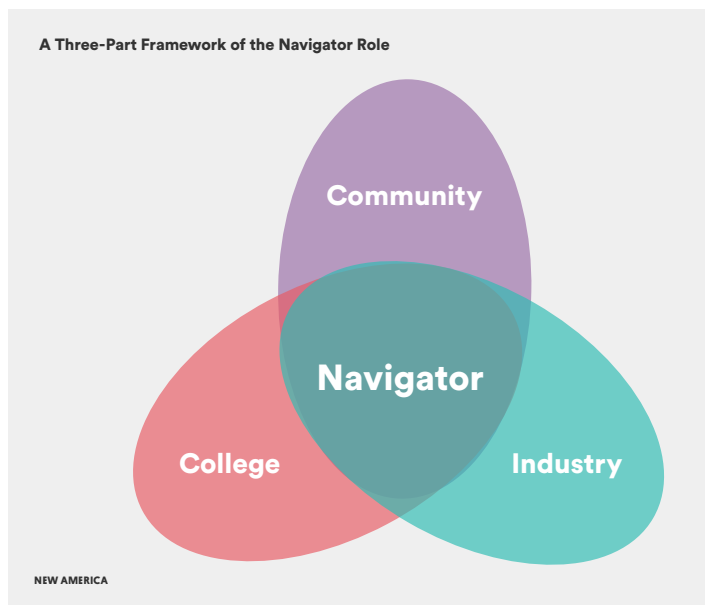 A Three-Part Framework of the Navigator Role
Community
Navigator
College
Industry
NEW AMERICA